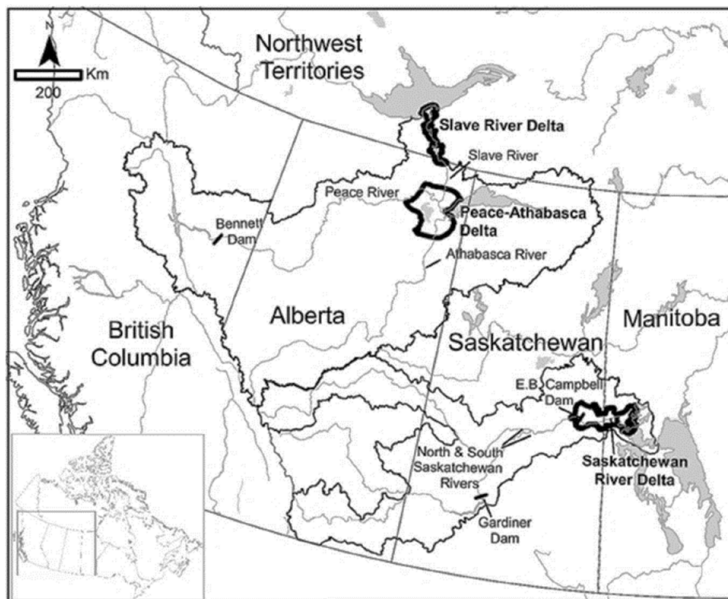 N
Km
200
Northwest
Territories
Slave River Delta
Slave River
Peace River
Peace-Athabasca
Delta
Bennett
Dam
Athabasca River
Alberta
British
Columbia
Saskatchewan
Manitoba
E.B. Campbell
Dam
North & South
Saskatchewan
Rivers
Saskatchewan
River Delta
Gardiner
Dam